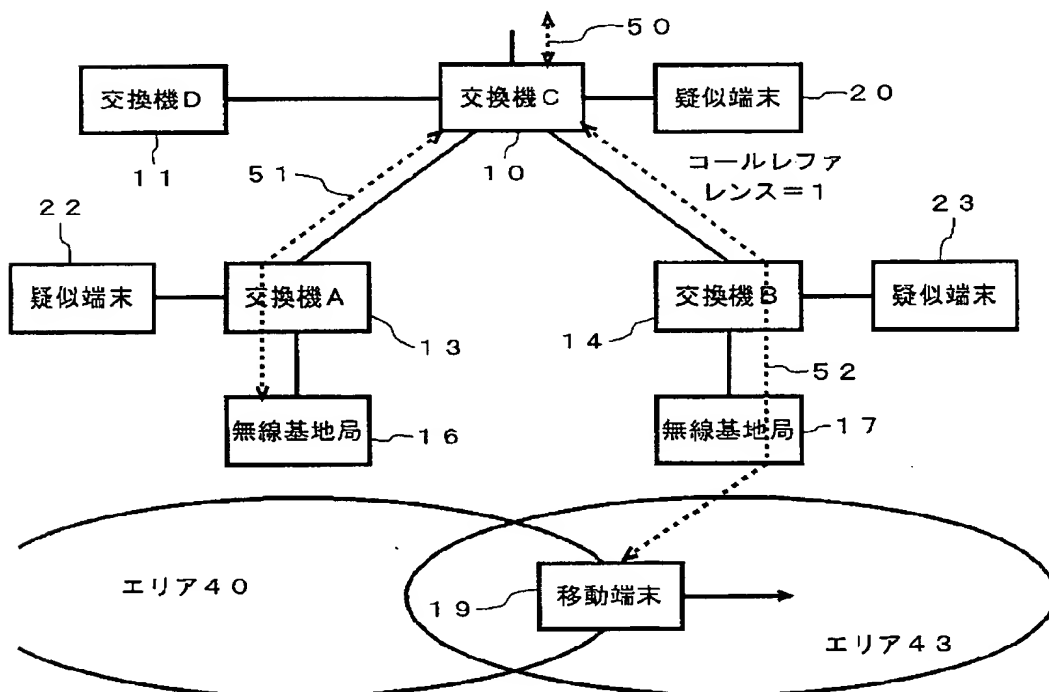 ５０
交換機Ｄ
交換機Ｃ
疑似端末
２０
１１
５１
１０
コールレファ
レンス＝１
２２
２３
疑似端末
交換機Ａ
交換機Ｂ
疑似端末
１３
１４
５２
無線基地局
１６
無線基地局
１７
エリア４０
１９
移動端末
エリア４３